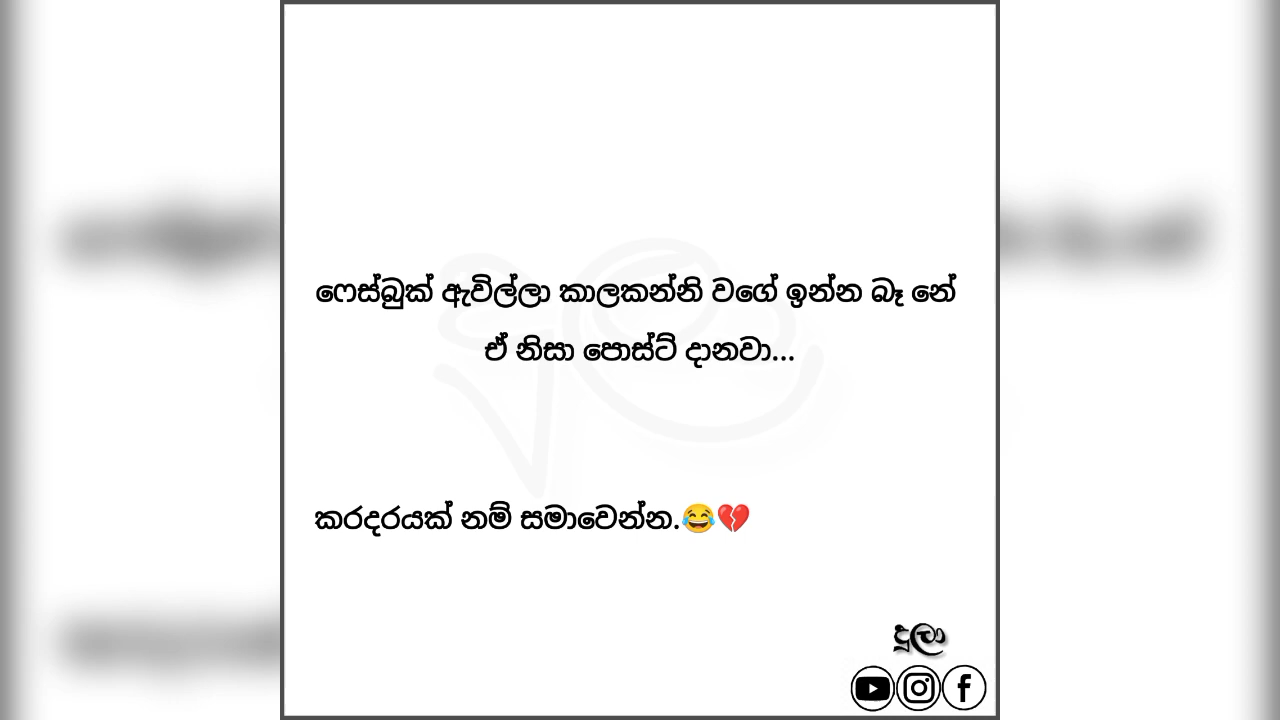 ෆෙස්බුක් ඇවිල්ලා කාලකන්නි වගේ ඉන්න බෑ නේ
ඒ නිසා පොස්ට් දානවා...
කරදරයක් නම් සමාවෙන්න.😂💔
දූලා